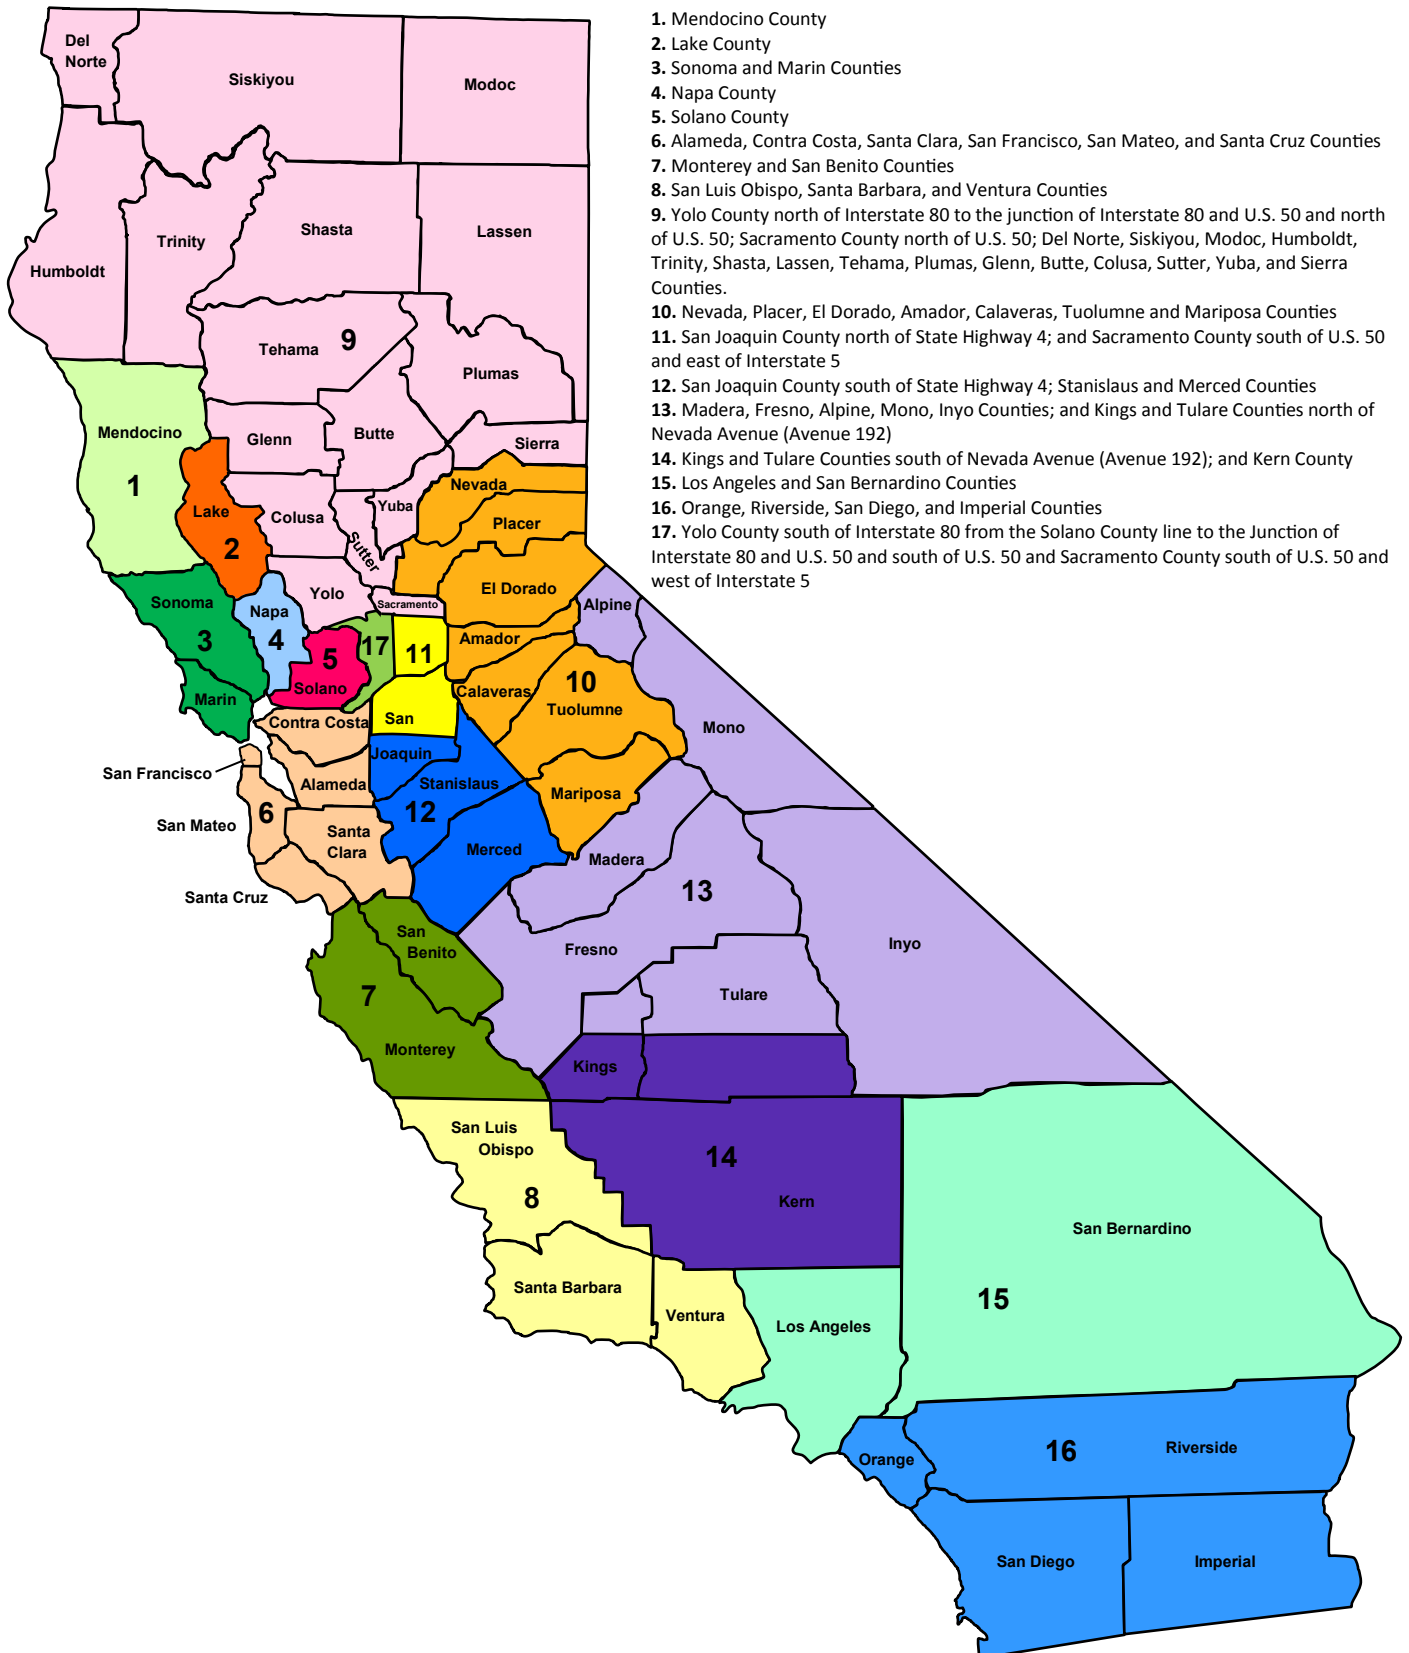 1. Mendocino County
2. Lake County
3. Sonoma and Marin Counties
4. Napa County
5. Solano County
6. Alameda, Contra Costa, Santa Clara, San Francisco, San Mateo, and Santa Cruz Counties
7. Monterey and San Benito Counties
8. San Luis Obispo, Santa Barbara, and Ventura Counties
9. Yolo County north of Interstate 80 to the junction of Interstate 80 and U.S. 50 and north
of U.S. 50; Sacramento County north of U.S. 50; Del Norte, Siskiyou, Modoc, Humboldt,
Trinity, Shasta, Lassen, Tehama, Plumas, Glenn, Butte, Colusa, Sutter, Yuba, and Sierra
Counties.
10. Nevada, Placer, El Dorado, Amador, Calaveras, Tuolumne and Mariposa Counties
11. San Joaquin County north of State Highway 4; and Sacramento County south of U.S. 50
and east of Interstate 5
12. San Joaquin County south of State Highway 4; Stanislaus and Merced Counties
13. Madera, Fresno, Alpine, Mono, Inyo Counties; and Kings and Tulare Counties north of
Nevada Avenue (Avenue 192)
14. Kings and Tulare Counties south of Nevada Avenue (Avenue 192); and Kern County
15. Los Angeles and San Bernardino Counties
16. Orange, Riverside, San Diego, and Imperial Counties
17. Yolo County south of Interstate 80 from the Solano County line to the Junction of
Interstate 80 and U.S. 50 and south of U.S. 50 and Sacramento County south of U.S. 50 and
west of Interstate 5
Del
Norte
Siskiyou
Modoc
Humboldt
Trinity
Shasta
Lassen
Tehama
9
Plumas
Mendocino
1
Glenn
Butte
Sierra
Lake
2
Colusa
Sutter
Yuba
Nevada
Placer
Sonoma
3
Napa
4
Yolo
Sacramento
El Dorado
Alpine
Marin
5
Solano
17
11
Amador
Calaveras
10
Tuolumne
Mono
Contra Costa
San
Joaquin
San Francisco
Alameda
Stanislaus
12
Mariposa
San Mateo
6
Santa
Clara
Merced
Madera
Santa Cruz
13
San
Benito
Fresno
Inyo
7
Tulare
Monterey
Kings
San Luis
Obispo
8
14
Kern
San Bernardino
15
Santa Barbara
Ventura
Los Angeles
Orange
16
Riverside
San Diego
Imperial